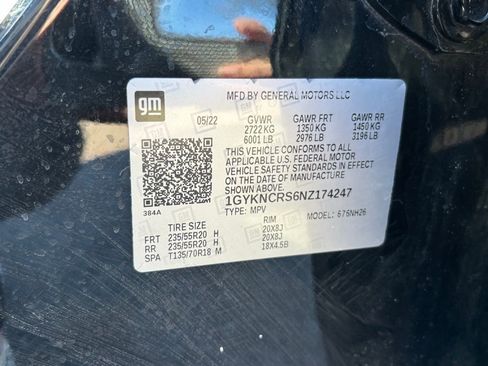 gm
MFD BY GENERAL MOTORS LLC
05/22 GVWR GAWR FRT GAWR RR
2722 KG 1350 KG 1450 KG
6001 LB 2976 LB 3196 LB
THIS VEHICLE CONFORMS TO ALL
APPLICABLE U.S. FEDERAL MOTOR
VEHICLE SAFETY STANDARDS IN EFFECT
ON THE DATE OF MANUFACTURE
SHOWN ABOVE.
1GYKNCRS6NZ174247
384A TYPE: MPV MODEL: 675NH26
TIRE SIZE RIM
FRT 235/55R20 H 20X8J
RR 235/55R20 H 20X8J
SPA T135/70R18 M 18X4.5B